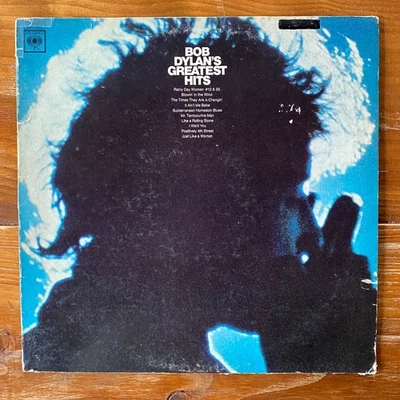 BOB
DYLAN'S
GREATEST
HITS
Rainy Day Women #12 & 35
Blowin' in the Wind
The Times They Are A-Changin'
It Ain't Me Babe
Subterranean Homesick Blues
Mr. Tambourine Man
Like a Rolling Stone
I Want You
Positively 4th Street
Just Like a Woman